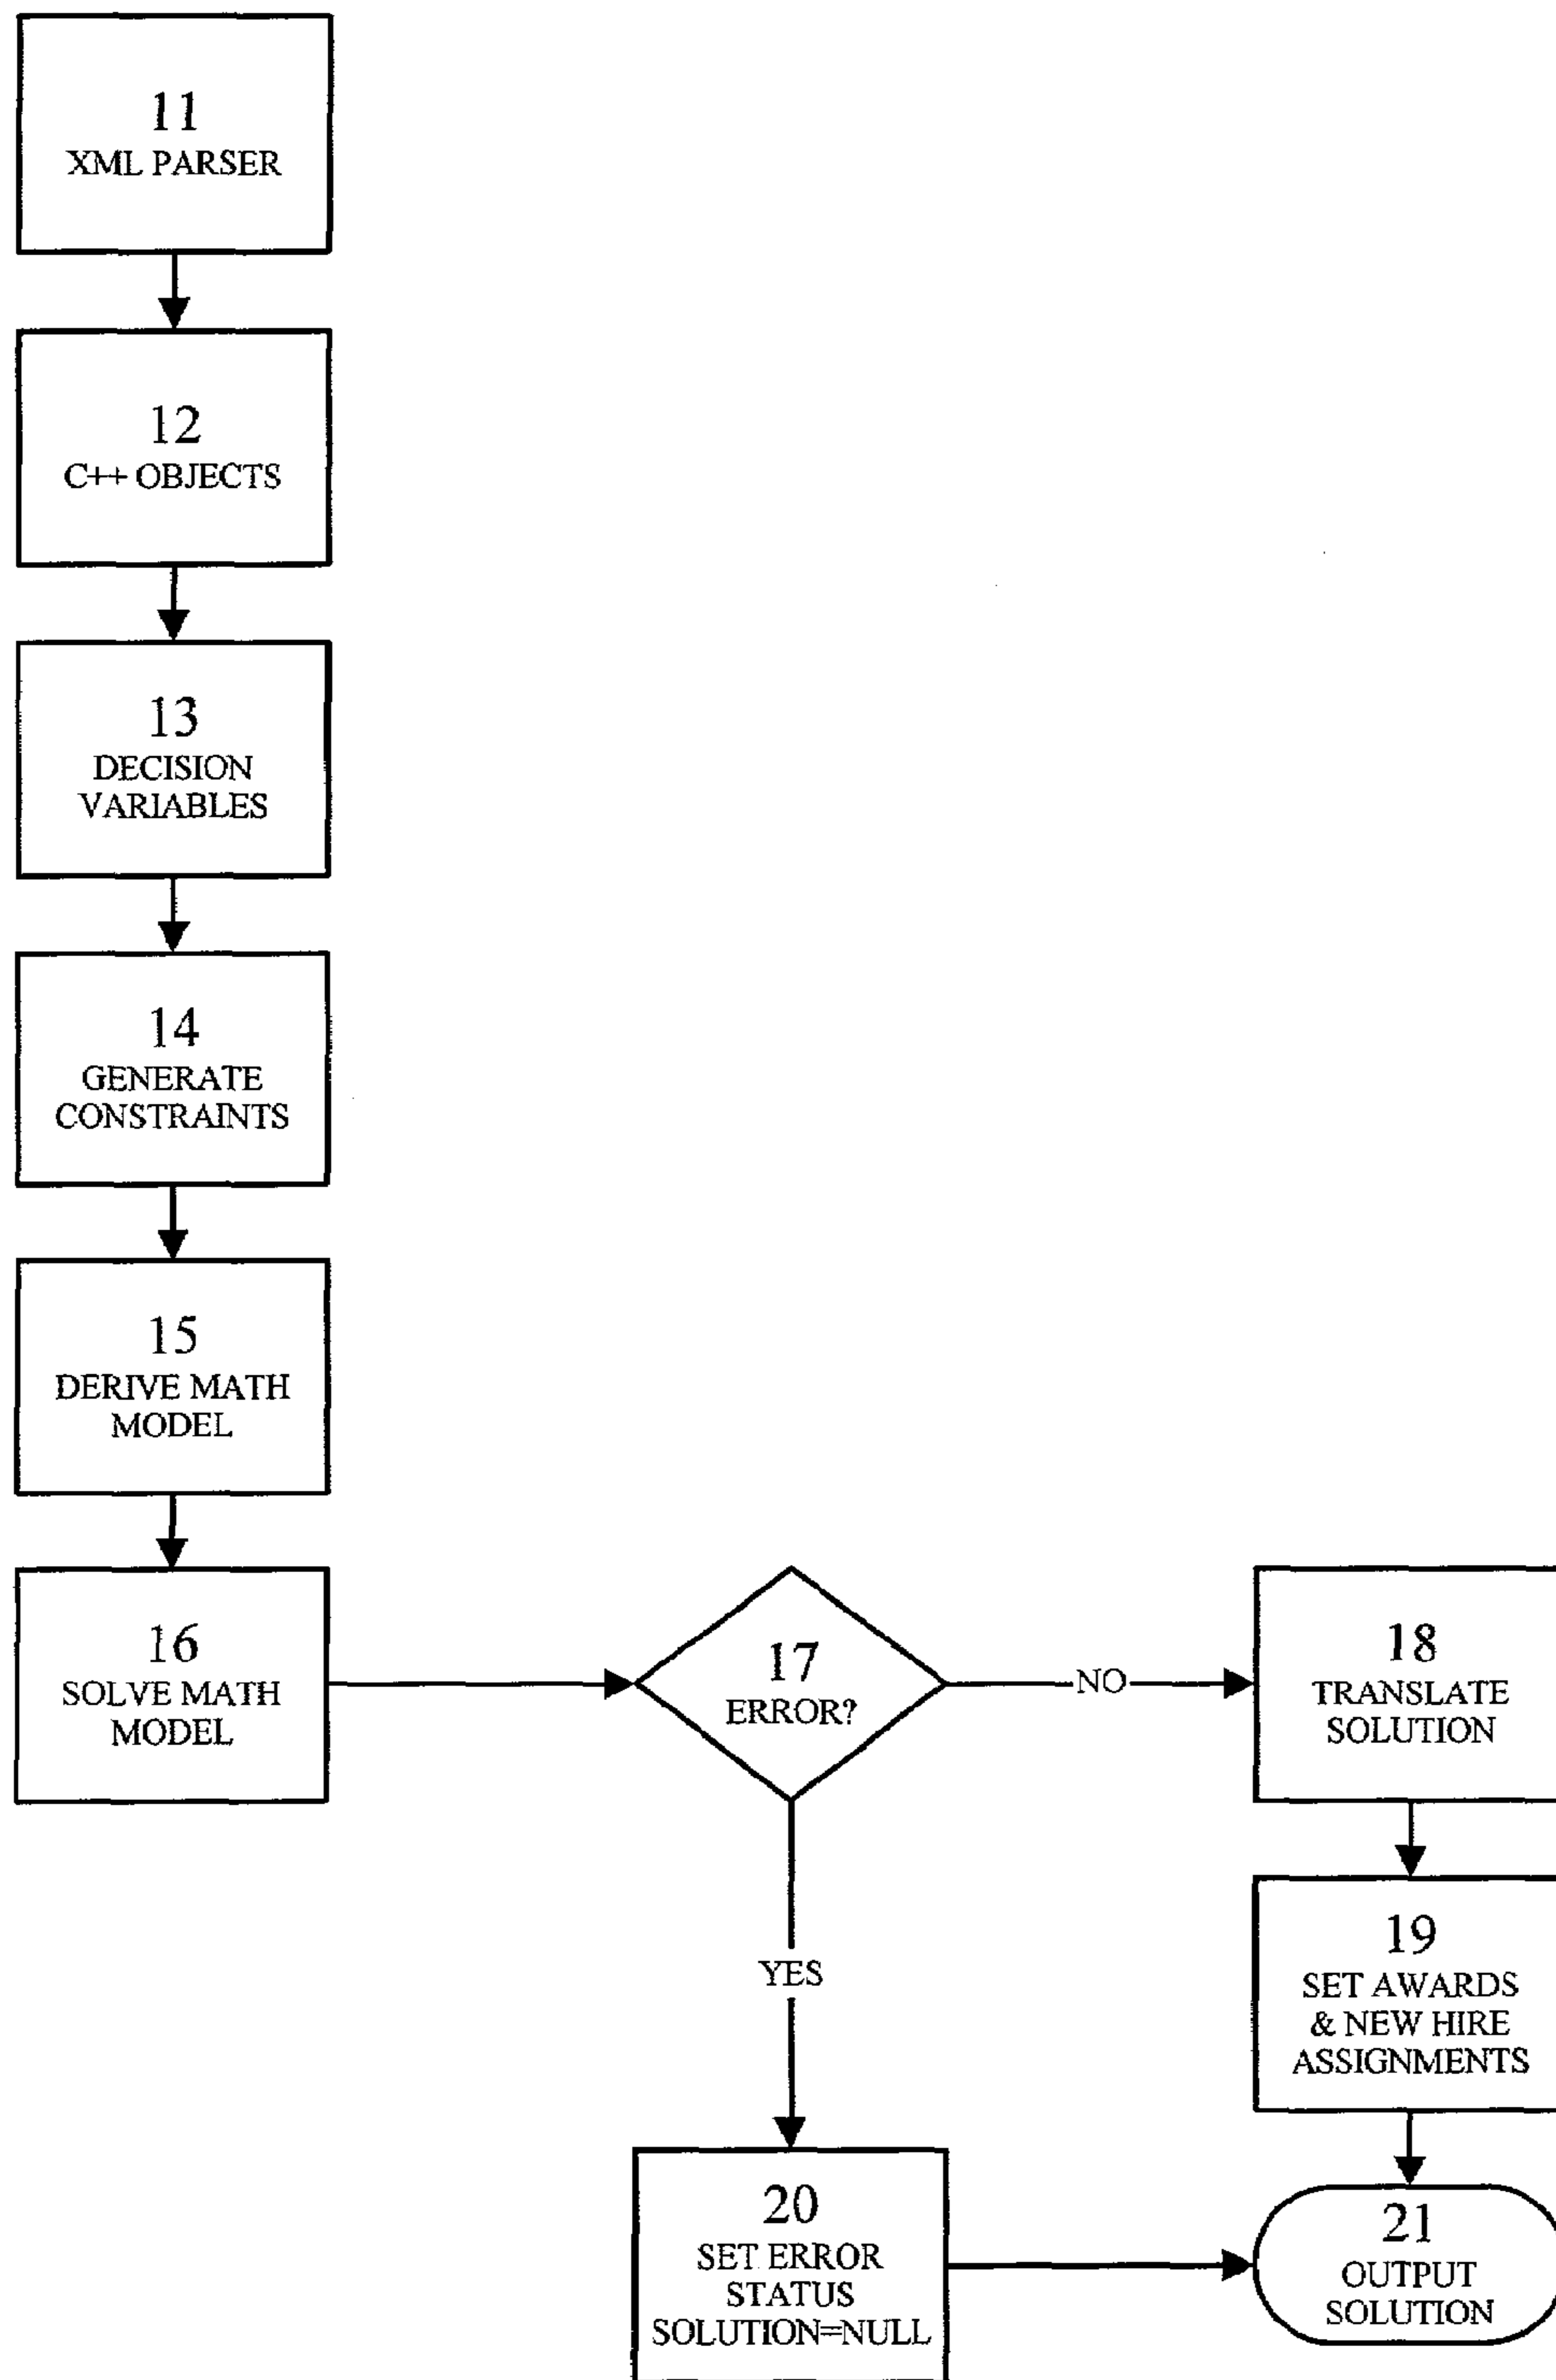 11
XML PARSER
12
C++ OBJECTS
13
DECISION
VARIABLES
14
GENERATE
CONSTRAINTS
15
DERIVE MATH
MODEL
16
SOLVE MATH
MODEL
17
ERROR?
NO
18
TRANSLATE
SOLUTION
19
SET AWARDS
& NEW HIRE
ASSIGNMENTS
YES
20
SET ERROR
STATUS
SOLUTION=NULL
21
OUTPUT
SOLUTION